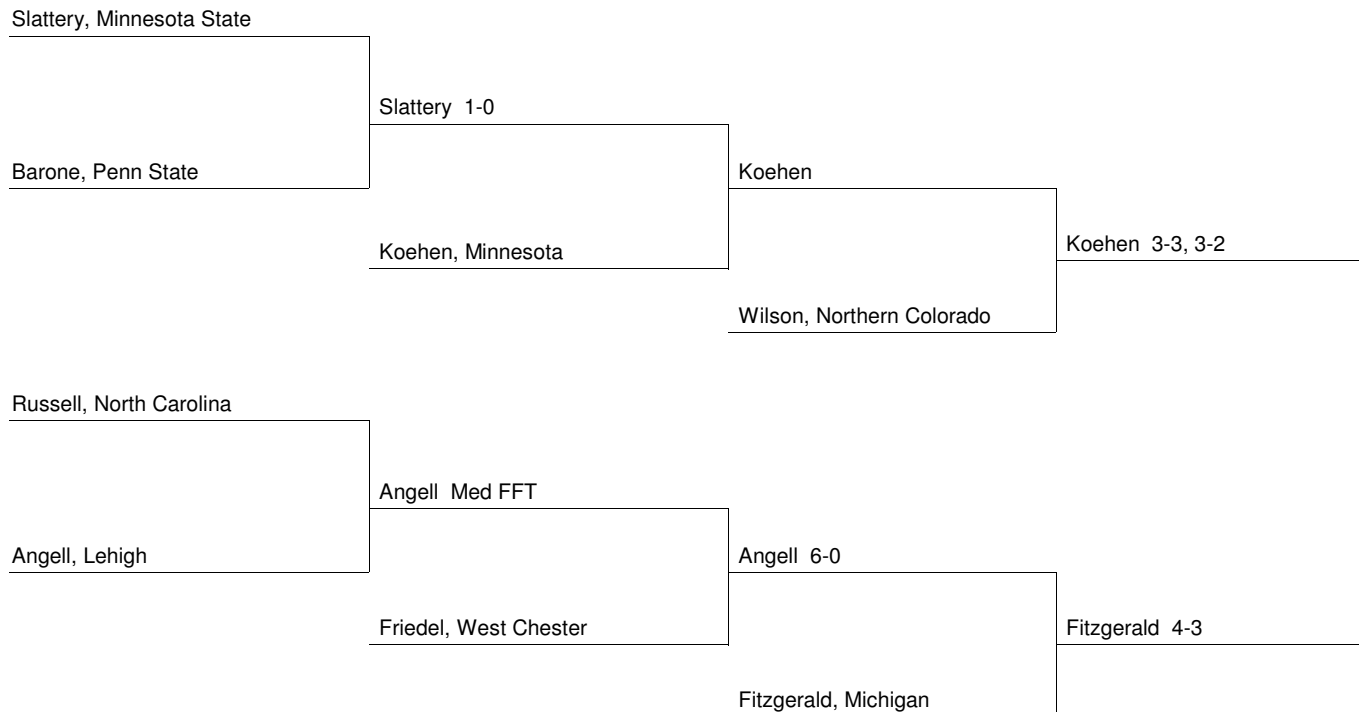 Slattery, Minnesota State
Slattery  1-0
Barone, Penn State
Koehen
Koehen  3-3, 3-2
Koehen, Minnesota
Wilson, Northern Colorado
Russell, North Carolina
Angell  Med FFT
Angell, Lehigh
Angell  6-0
Friedel, West Chester
Fitzgerald  4-3
Fitzgerald, Michigan